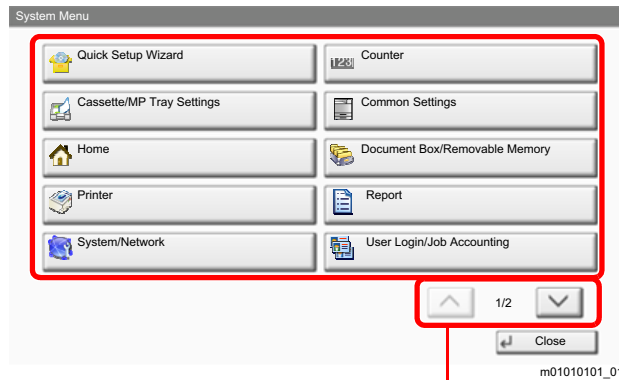 System Menu
Quick Setup Wizard
Counter
Cassette/MP Tray Settings
Common Settings
Home
Document Box/Removable Memory
Printer
Report
System/Network
User Login/Job Accounting
1/2
Close
m01010101_01